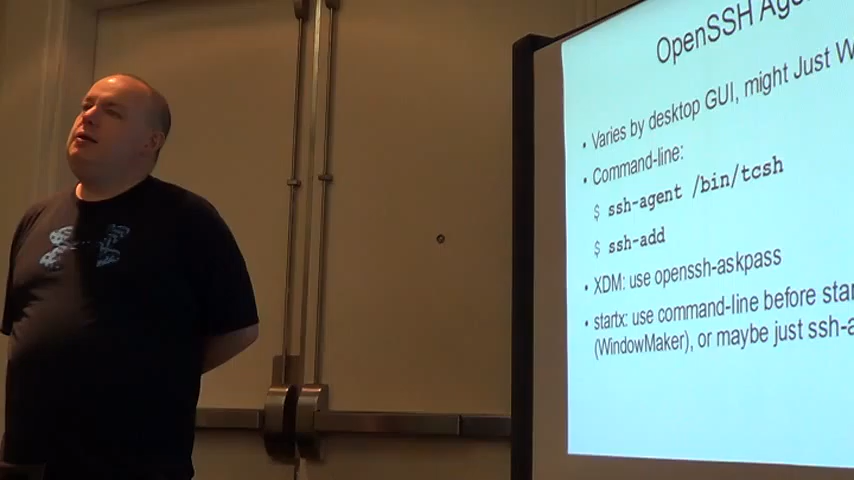 OpenSSH Age
• Varies by desktop GUI, might Just W
• Command-line:
$ ssh-agent /bin/tcsh
$ ssh-add
• XDM: use openssh-askpass
• startx: use command-line before star
(WindowMaker), or maybe just ssh-a